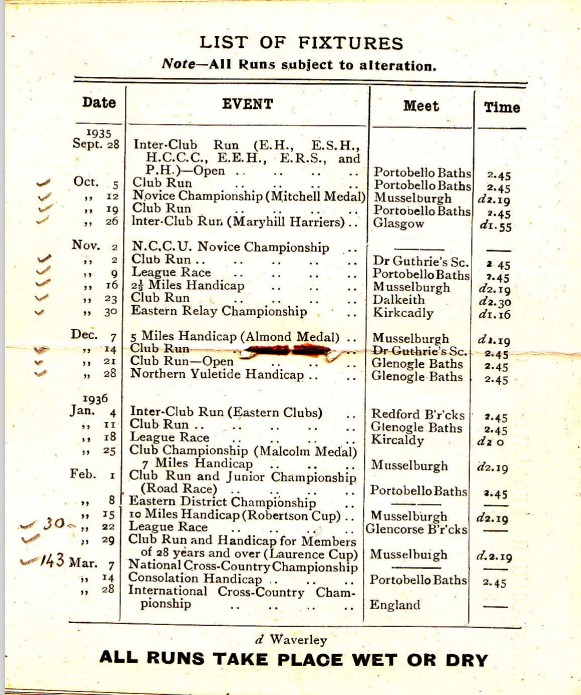 LIST OF FIXTURES
Note—All Runs subject to alteration.
Date EVENT Meet Time
1935
Sept. 28 Inter-Club Run (E.H., E.S.H.,
H.C.C.C., E.E.H., E.R.S., and
P.H.)—Open .. .. .. Portobello Baths 2.45
Oct. 5 Club Run .. .. .. .. Portobello Baths 2.45
,, 12 Novice Championship (Mitchell Medal) Musselburgh d2.19
,, 19 Club Run .. .. .. .. Portobello Baths 2.45
,, 26 Inter-Club Run (Maryhill Harriers) .. Glasgow d1.55
Nov. 2 N.C.C.U. Novice Championship .. —— —
,, 2 Club Run .. .. .. .. .. Dr Guthrie's Sc. 2 45
,, 9 League Race .. .. .. .. Portobello Baths 2.45
,, 16 2½ Miles Handicap .. .. .. Musselburgh d2.19
,, 23 Club Run .. .. .. .. Dalkeith d2.30
,, 30 Eastern Relay Championship .. Kirkcadly d1.16
Dec. 7 5 Miles Handicap (Almond Medal) .. Musselburgh d2.19
,, 14 Club Run .. .. Dr Guthrie's Sc. 2.45
,, 21 Club Run—Open .. .. .. Glenogle Baths 2.45
,, 28 Northern Yuletide Handicap .. .. Glenogle Baths 2.45
1936
Jan. 4 Inter-Club Run (Eastern Clubs) .. Redford B'r'cks 2.45
,, 11 Club Run .. .. .. .. .. Glenogle Baths 2.45
,, 18 League Race .. .. .. .. Kircaldy d2 0
,, 25 Club Championship (Malcolm Medal)
7 Miles Handicap .. .. .. Musselburgh d2.19
Feb. 1 Club Run and Junior Championship
(Road Race) .. .. .. .. Portobello Baths 2.45
,, 8 Eastern District Championship .. —— —
,, 15 10 Miles Handicap (Robertson Cup) .. Musselburgh d2.19
30 ,, 22 League Race .. .. .. .. Glencorse B'r'cks —
,, 29 Club Run and Handicap for Members
of 28 years and over (Laurence Cup) Musselburgh d.2.19
143 Mar. 7 National Cross-Country Championship —— —
,, 14 Consolation Handicap .. .. .. Portobello Baths 2.45
,, 28 International Cross-Country Cham-
pionship .. .. .. .. England —
d Waverley
ALL RUNS TAKE PLACE WET OR DRY